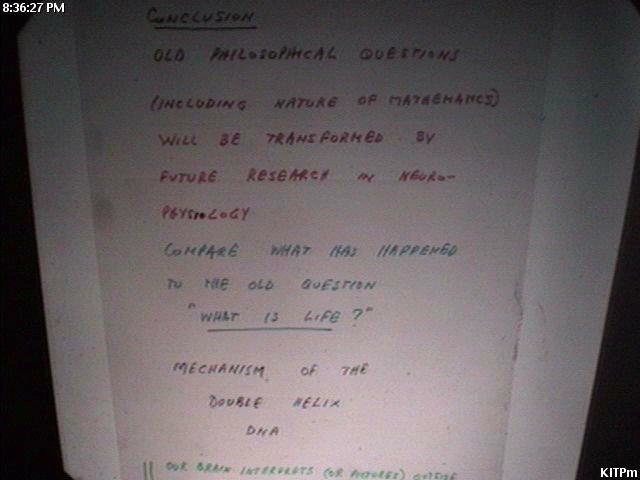 8:36:27 PM
CONCLUSION
OLD PHILOSOPHICAL QUESTIONS
(INCLUDING NATURE OF MATHEMATICS)
WILL BE TRANSFORMED BY
FUTURE RESEARCH IN NEURO-
PHYSIOLOGY
COMPARE WHAT HAS HAPPENED
TO THE OLD QUESTION
"WHAT IS LIFE?"
MECHANISM OF THE
DOUBLE HELIX
DNA
OUR BRAIN INTERPRETS (OR PICTURES) OUTSIDE
KITPm